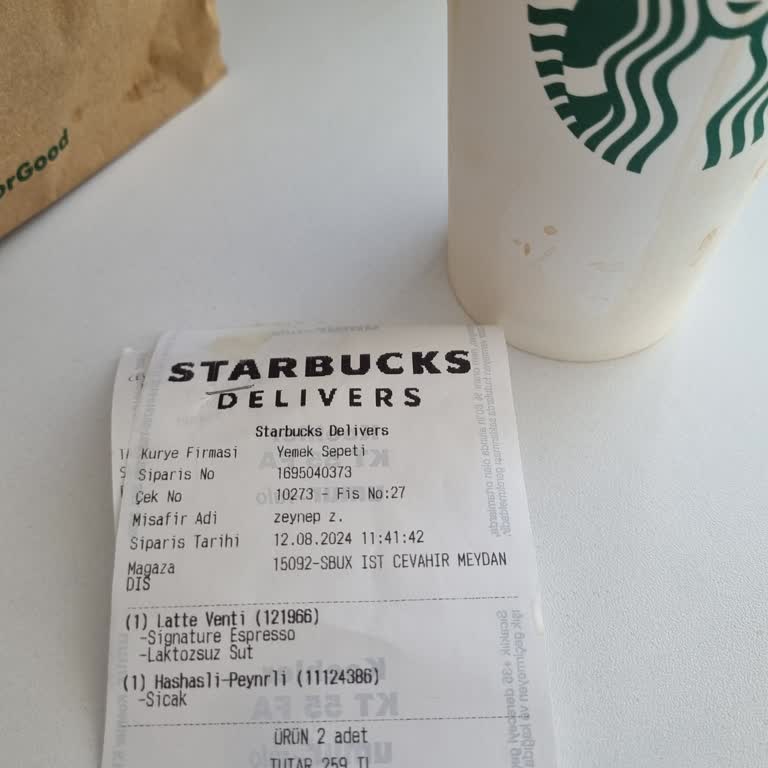 orGood
STARBUCKS
DELIVERS
Starbucks Delivers
Kurye Firmasi Yemek Sepeti
Siparis No 1695040373
Çek No 10273 - Fis No:27
Misafir Adi zeynep z.
Siparis Tarihi 12.08.2024 11:41:42
Magaza 15092-SBUX IST CEVAHIR MEYDAN
DIS
(1) Latte Venti (121966)
-Signature Espresso
-Laktozsuz Sut
(1) Hashasli-Peynrli (11124386)
-Sicak
ÜRÜN 2 adet
TUTAR 259 TL